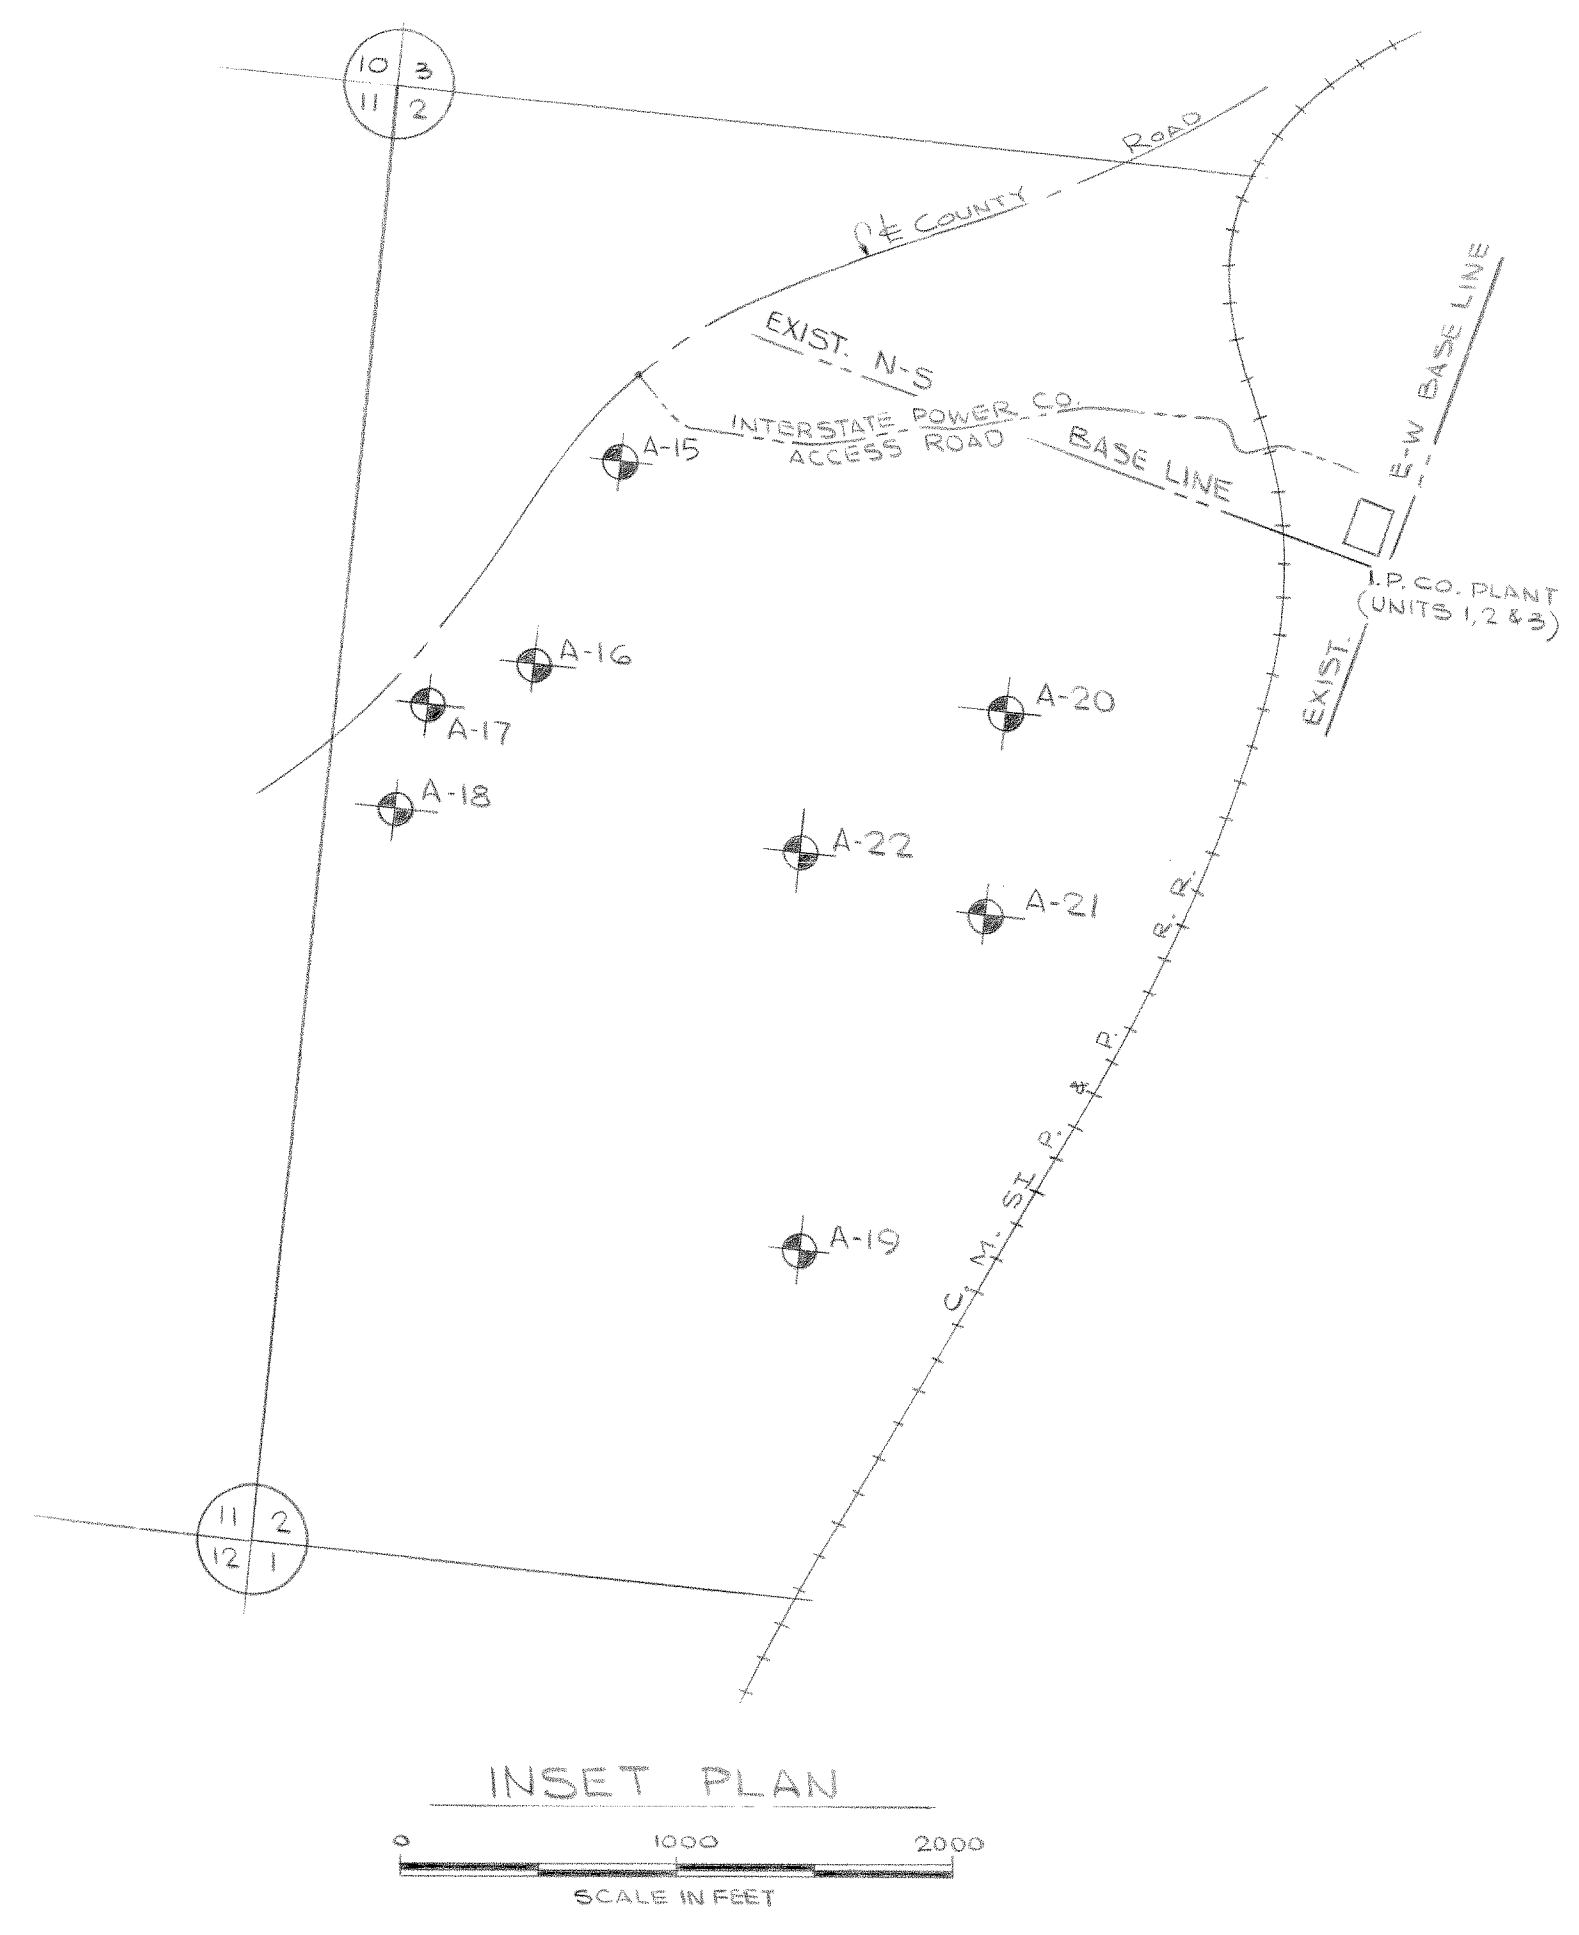 10 3
11 2
ROAD
℄ COUNTY
EXIST. N-S
E-W BASE LINE
INTERSTATE POWER CO.
ACCESS ROAD
BASE LINE
A-15
I.P. CO. PLANT
(UNITS 1, 2 & 3)
EXIST.
A-16
A-17
A-20
A-18
A-22
A-21
C. M. ST. P. & P. R. R.
A-19
11 2
12 1
INSET PLAN
0 1000 2000
SCALE IN FEET